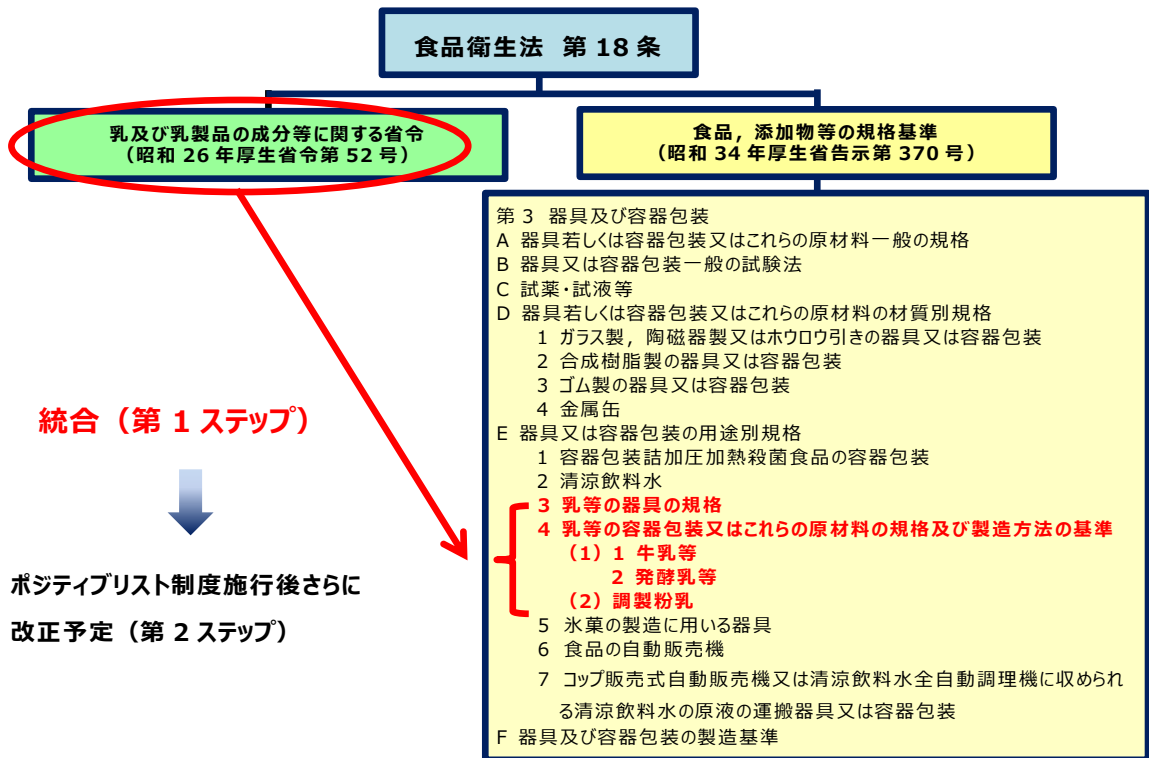 食品衛生法 第 18 条
乳及び乳製品の成分等に関する省令
（昭和 26 年厚生省令第 52 号）
食品，添加物等の規格基準
（昭和 34 年厚生省告示第 370 号）
第 3 器具及び容器包装
A 器具若しくは容器包装又はこれらの原材料一般の規格
B 器具又は容器包装一般の試験法
C 試薬・試液等
D 器具若しくは容器包装又はこれらの原材料の材質別規格
1 ガラス製，陶磁器製又はホウロウ引きの器具又は容器包装
2 合成樹脂製の器具又は容器包装
3 ゴム製の器具又は容器包装
4 金属缶
E 器具又は容器包装の用途別規格
1 容器包装詰加圧加熱殺菌食品の容器包装
2 清涼飲料水
3 乳等の器具の規格
4 乳等の容器包装又はこれらの原材料の規格及び製造方法の基準
（1）1 牛乳等
2 発酵乳等
（2）調製粉乳
5 氷菓の製造に用いる器具
6 食品の自動販売機
7 コップ販売式自動販売機又は清涼飲料水全自動調理機に収められ
る清涼飲料水の原液の運搬器具又は容器包装
F 器具及び容器包装の製造基準
統合（第 1 ステップ）
ポジティブリスト制度施行後さらに
改正予定（第 2 ステップ）